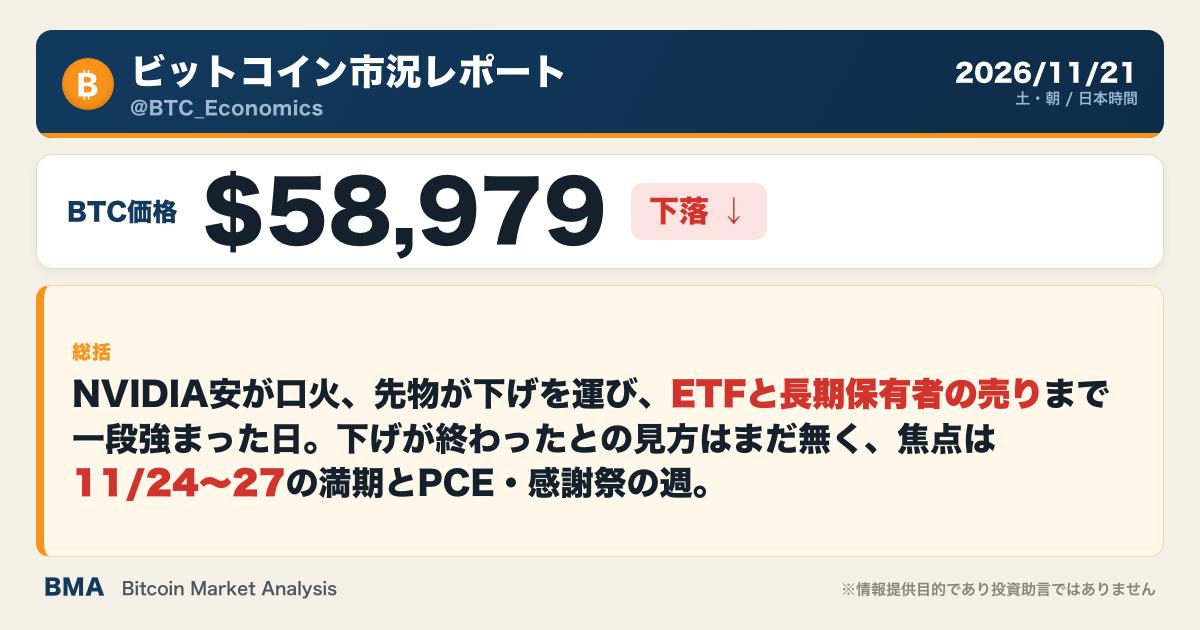 ビットコイン市況レポート
@BTC_Economics
2026/11/21
土・朝 / 日本時間
BTC価格 $58,979 下落 ↓
総括
NVIDIA安が口火、先物が下げを運び、ETFと長期保有者の売りまで
一段強まった日。下げが終わったとの見方はまだ無く、焦点は
11/24〜27の満期とPCE・感謝祭の週。
BMA Bitcoin Market Analysis
※情報提供目的であり投資助言ではありません